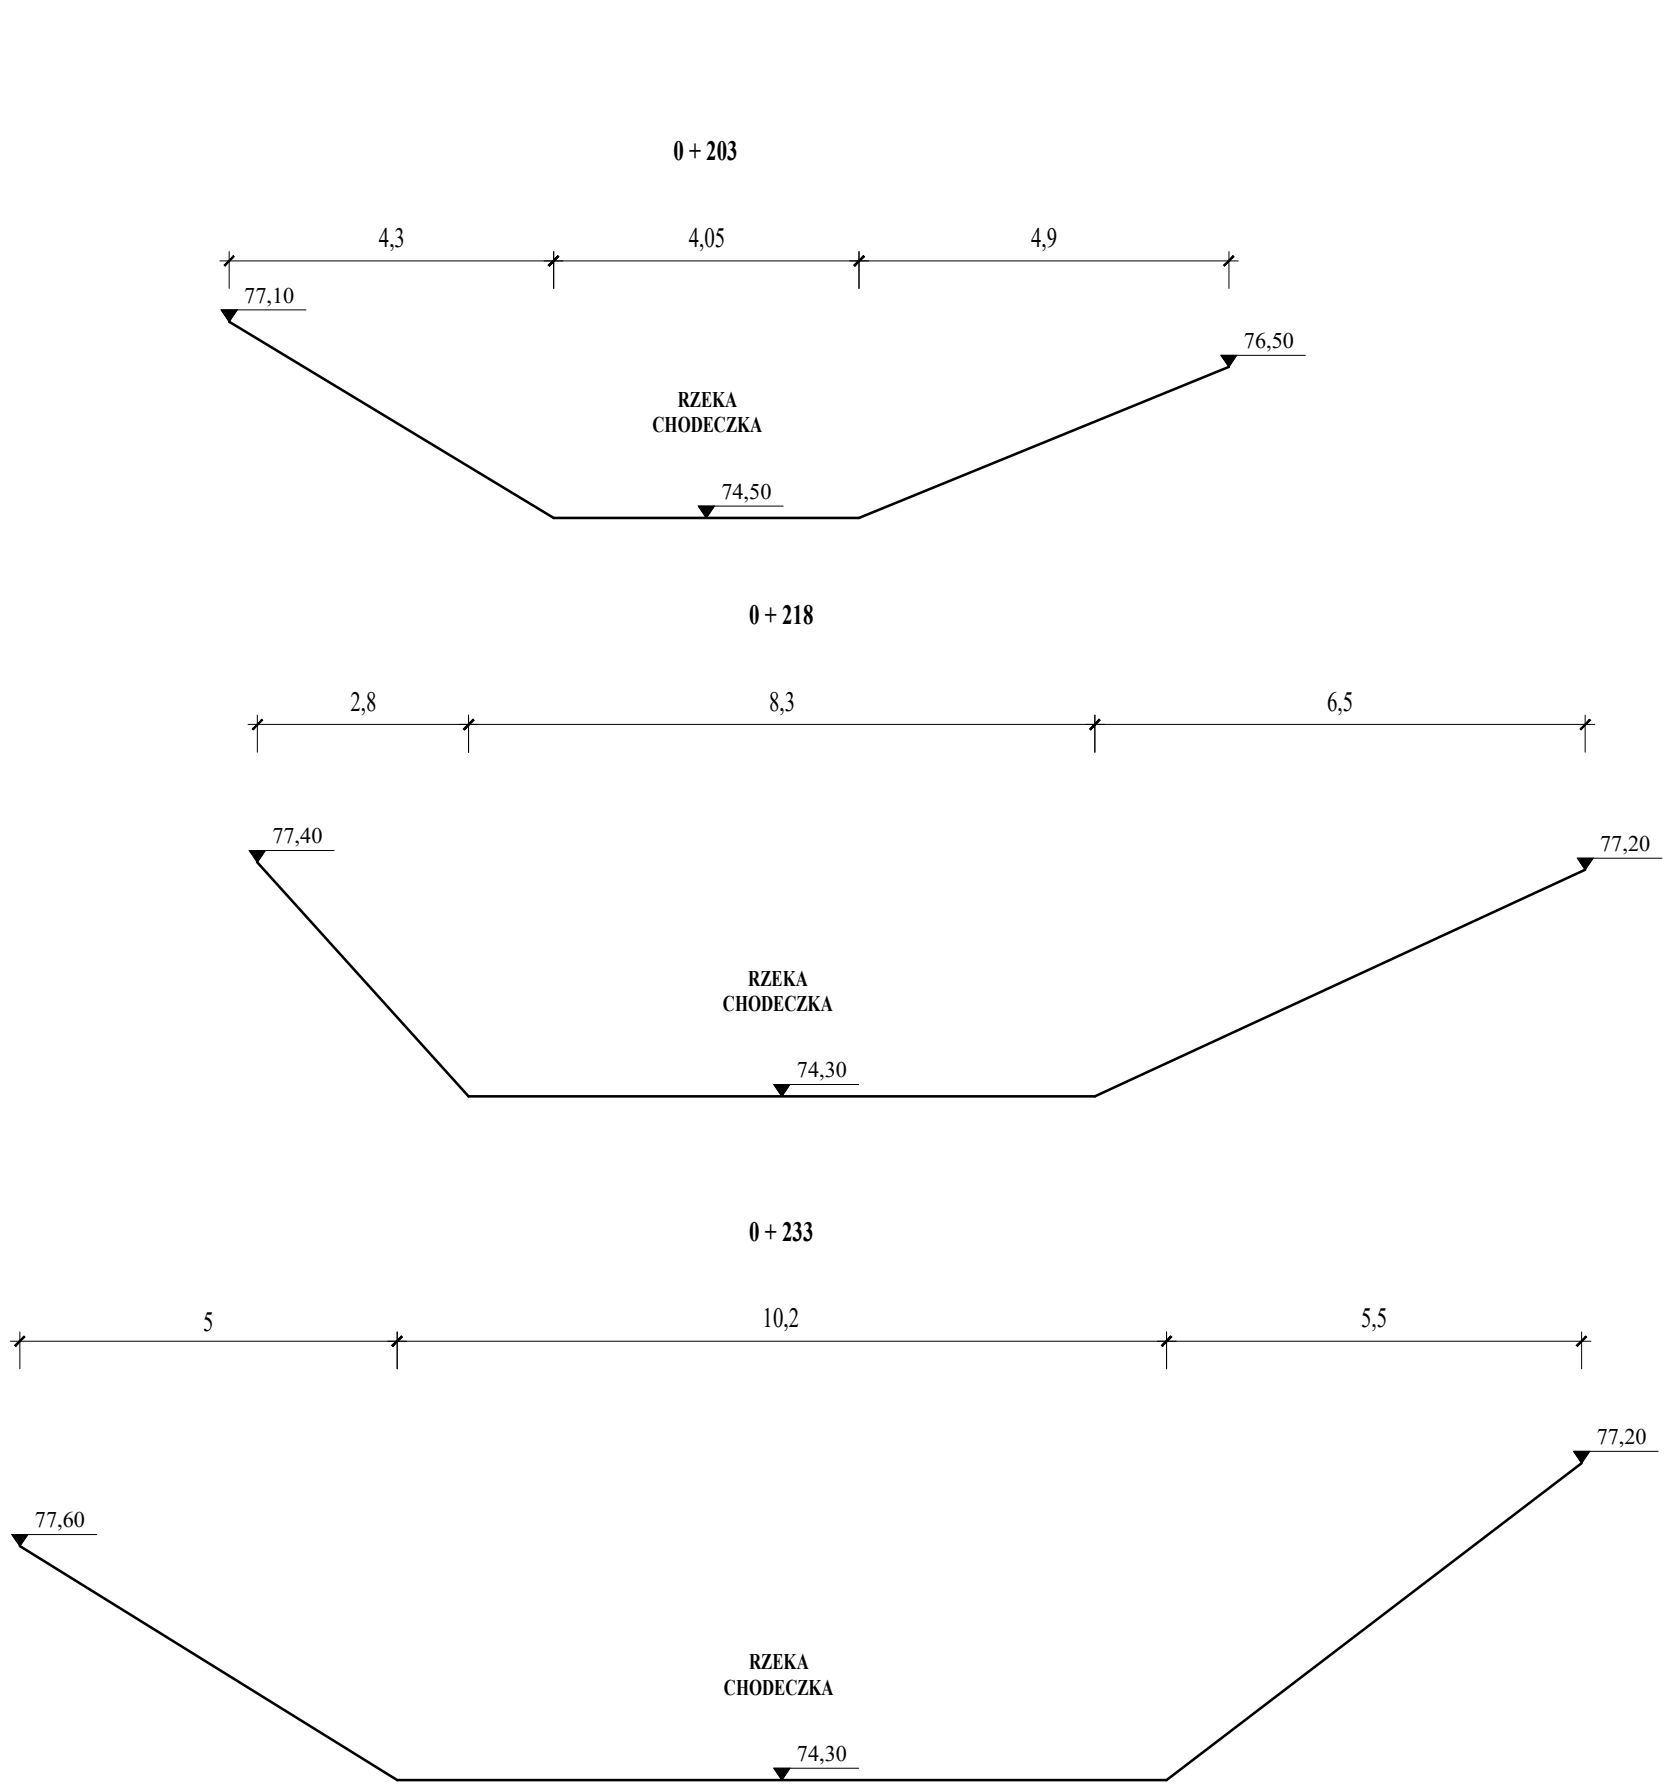 0 + 203
4,3 4,05 4,9
77,10
76,50
RZEKA
CHODECZKA
74,50
0 + 218
2,8 8,3 6,5
77,40
77,20
RZEKA
CHODECZKA
74,30
0 + 233
5 10,2 5,5
77,20
77,60
RZEKA
CHODECZKA
74,30